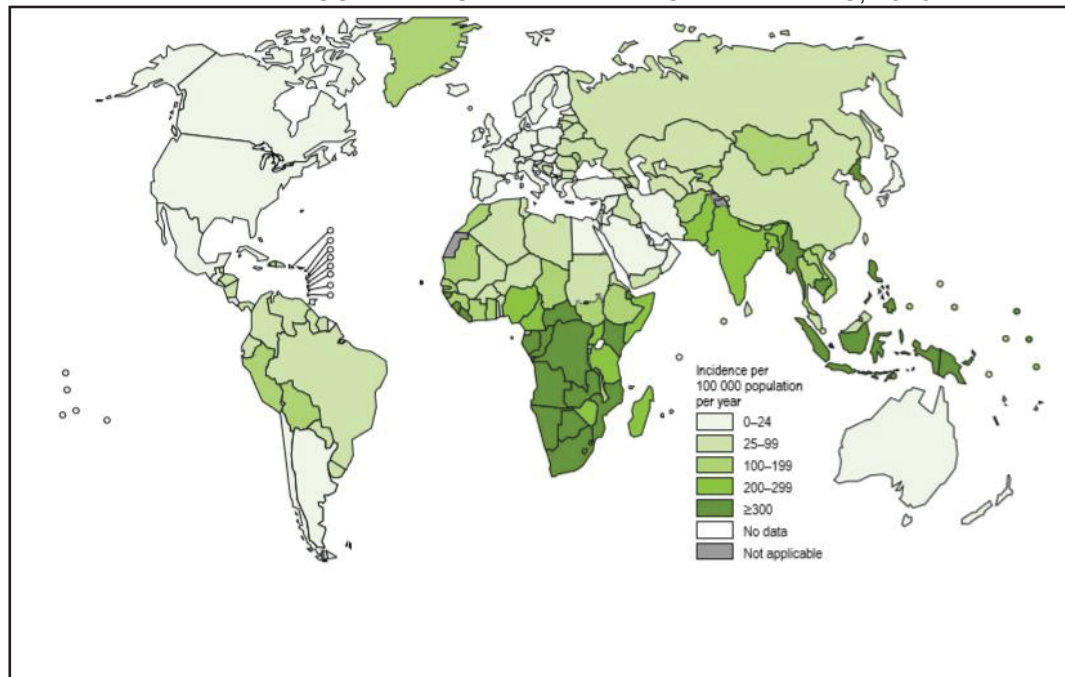 Incidence per
100 000 population
per year
0–24
25–99
100–199
200–299
≥300
No data
Not applicable